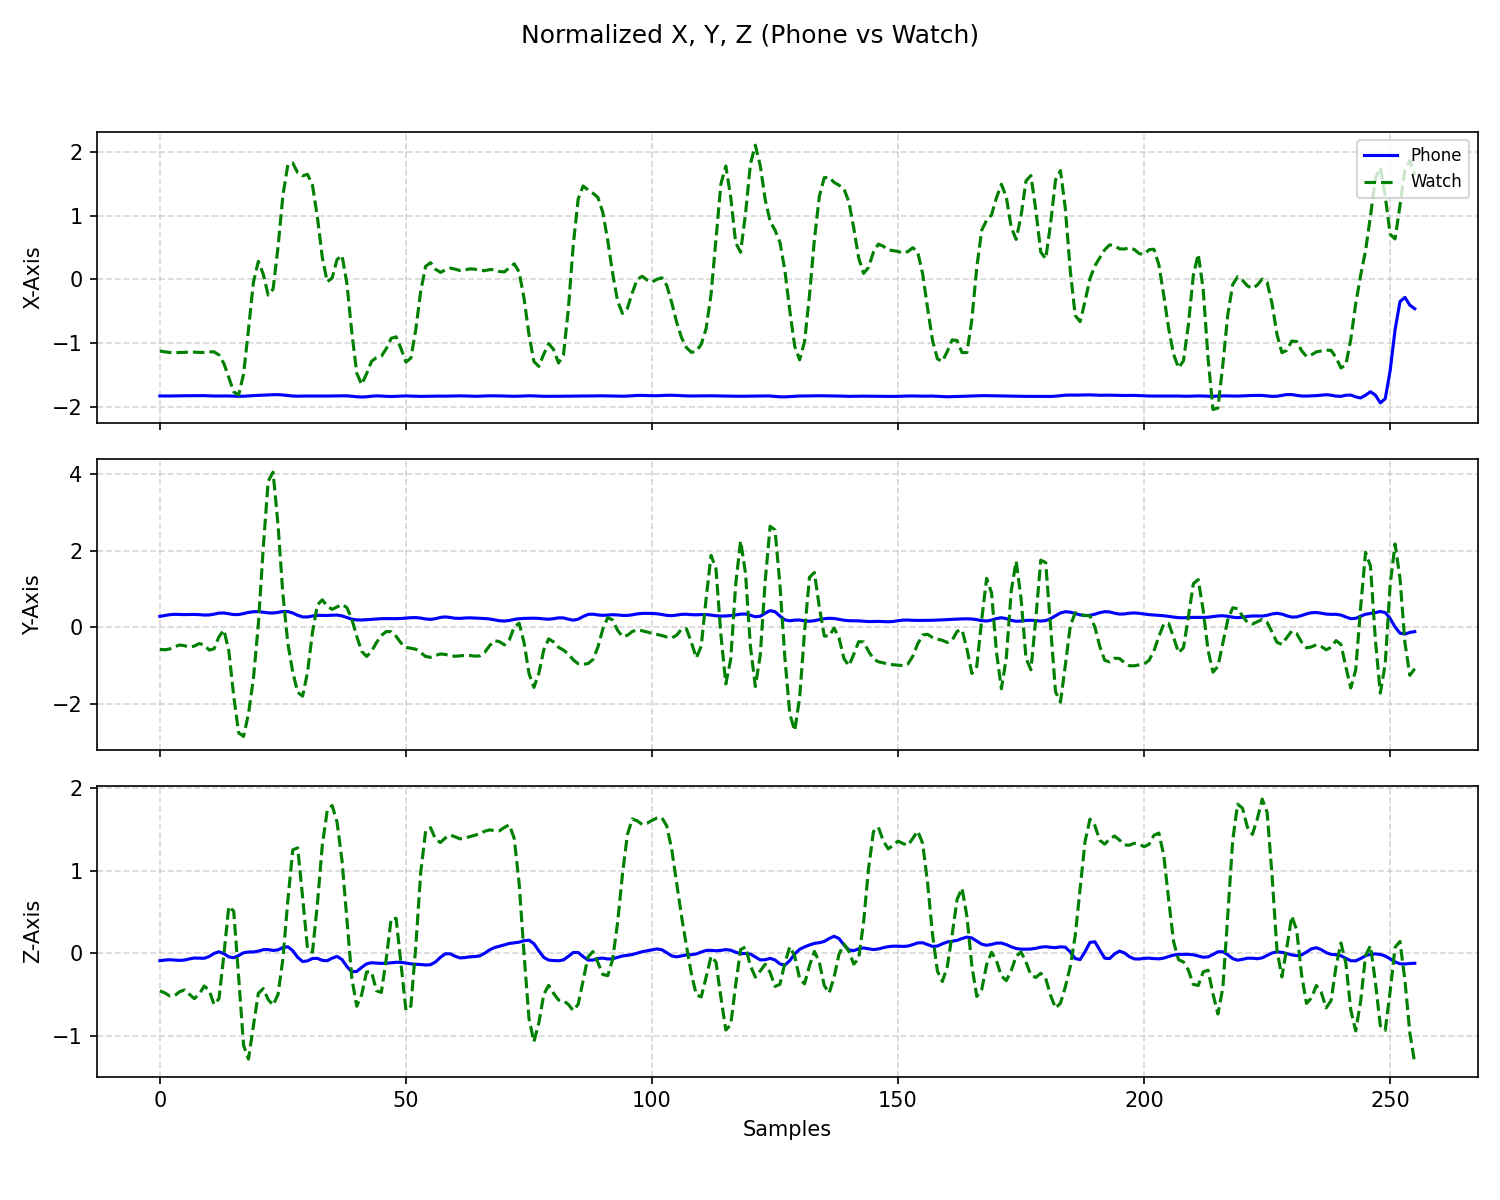 Normalized X, Y, Z (Phone vs Watch)
2
1
0
−1
−2
X-Axis
Phone
Watch
4
2
0
−2
Y-Axis
2
1
0
−1
Z-Axis
0 50 100 150 200 250
Samples